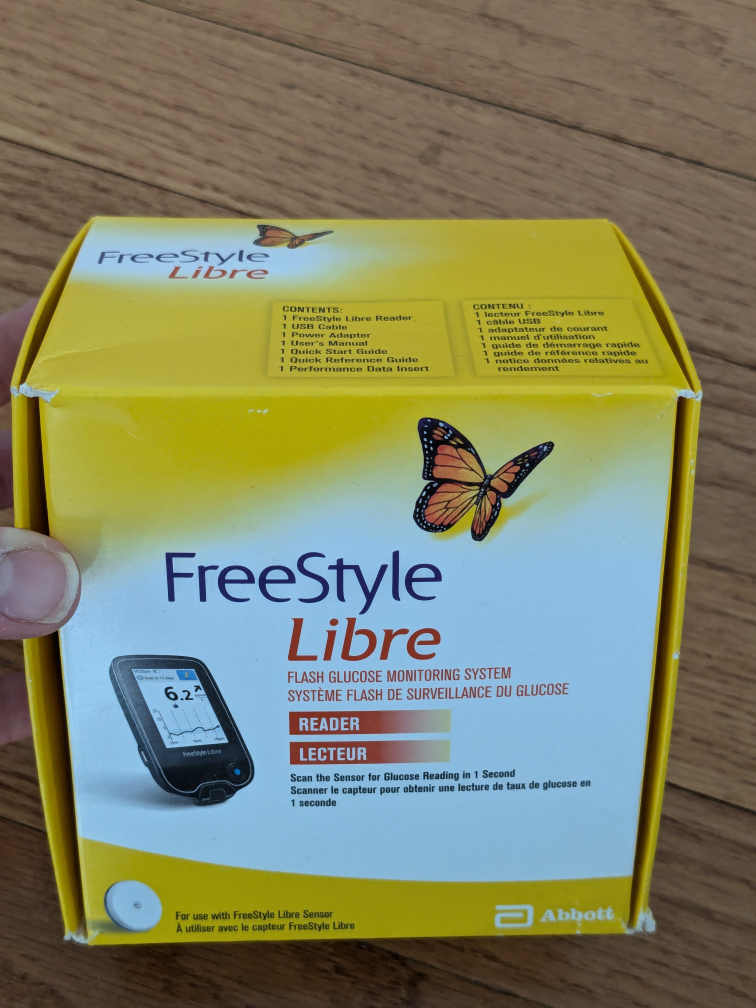 FreeStyle
Libre
CONTENTS:
1 FreeStyle Libre Reader
1 USB Cable
1 Power Adapter
1 User's Manual
1 Quick Start Guide
1 Quick Reference Guide
1 Performance Data Insert
CONTENU :
1 lecteur FreeStyle Libre
1 câble USB
1 adaptateur de courant
1 manuel d'utilisation
1 guide de démarrage rapide
1 guide de référence rapide
1 notice données relatives au
rendement
FreeStyle
Libre
FLASH GLUCOSE MONITORING SYSTEM
SYSTÈME FLASH DE SURVEILLANCE DU GLUCOSE
READER
LECTEUR
Scan the Sensor for Glucose Reading in 1 Second
Scanner le capteur pour obtenir une lecture de taux de glucose en
1 seconde
6.2
FreeStyle Libre
For use with FreeStyle Libre Sensor
À utiliser avec le capteur FreeStyle Libre
Abbott